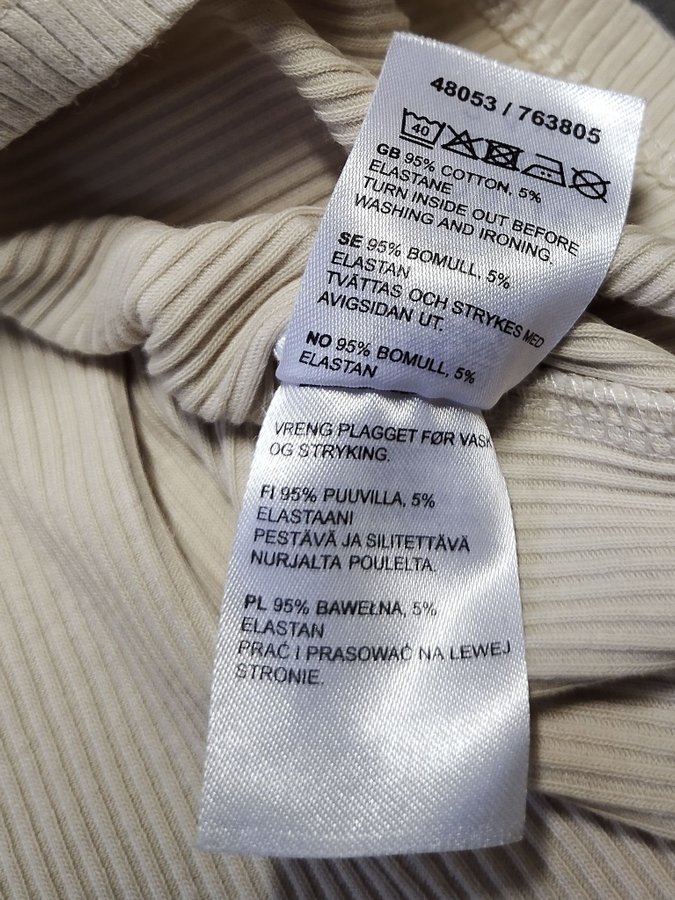 48053 / 763805
40
GB 95% COTTON, 5%
ELASTANE
TURN INSIDE OUT BEFORE
WASHING AND IRONING.
SE 95% BOMULL, 5%
ELASTAN
TVÄTTAS OCH STRYKES MED
AVIGSIDAN UT.
NO 95% BOMULL, 5%
ELASTAN
VRENG PLAGGET FØR VASK
OG STRYKING.
FI 95% PUUVILLA, 5%
ELASTAANI
PESTÄVÄ JA SILITETTÄVÄ
NURJALTA POULELTA.
PL 95% BAWEŁNA, 5%
ELASTAN
PRAĆ I PRASOWAĆ NA LEWEJ
STRONIE.